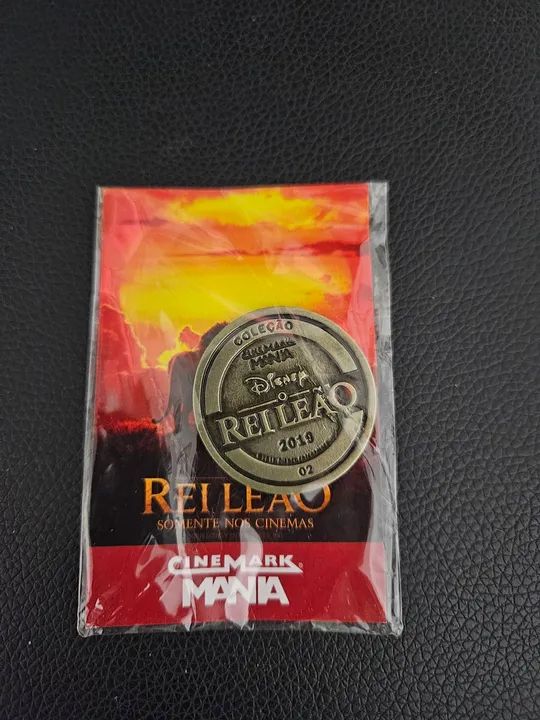 COLEÇÃO
CINEMARK
MANIA
Disney
O
REI LEÃO
2019
02
REI LEÃO
SOMENTE NOS CINEMAS
CINEMARK
MANIA